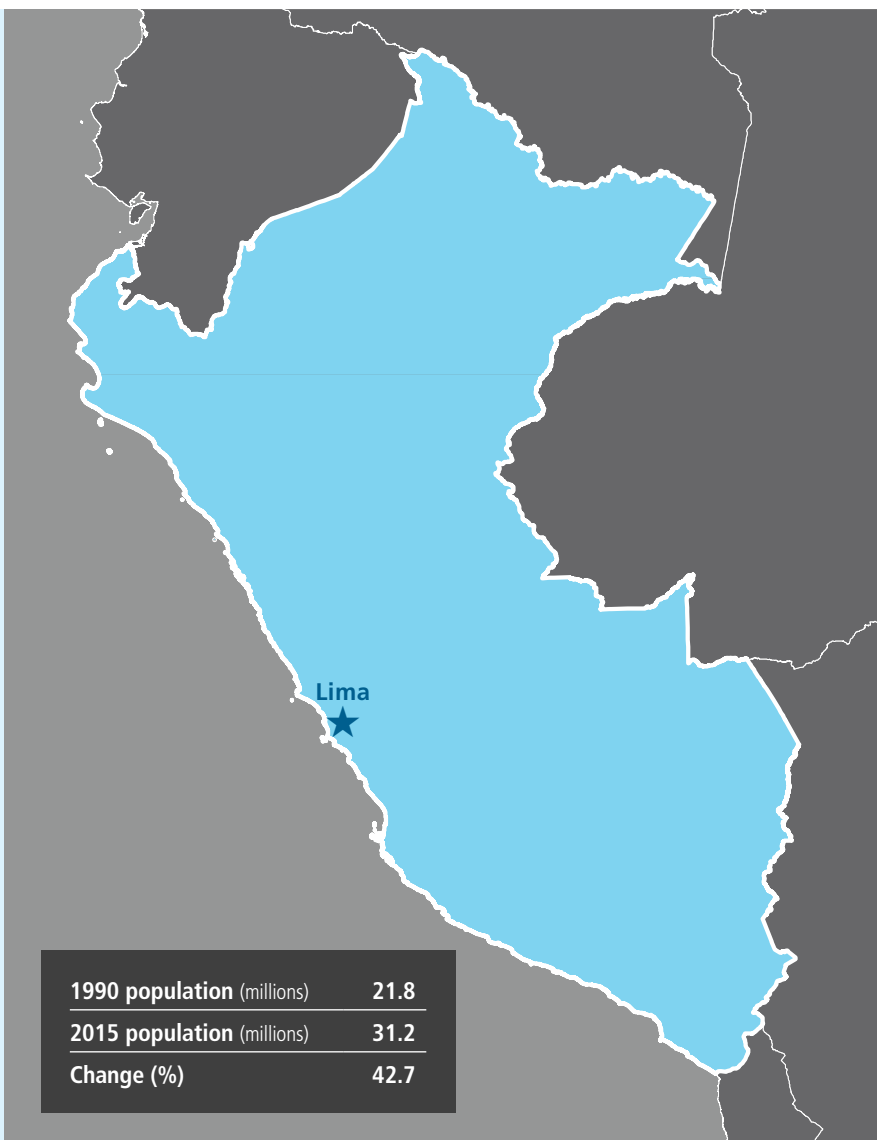 Lima
1990 population (millions) 21.8
2015 population (millions) 31.2
Change (%) 42.7